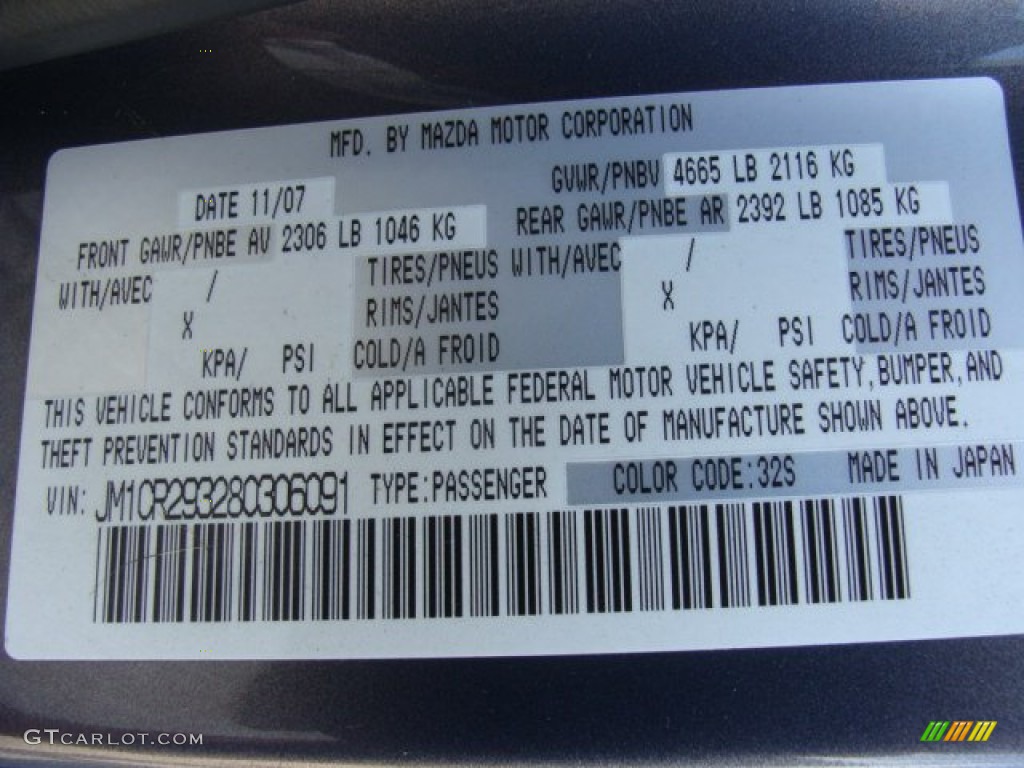 MFD. BY MAZDA MOTOR CORPORATION
DATE 11/07 GVWR/PNBV 4665 LB 2116 KG
FRONT GAWR/PNBE AV 2306 LB 1046 KG REAR GAWR/PNBE AR 2392 LB 1085 KG
WITH/AVEC / TIRES/PNEUS WITH/AVEC / TIRES/PNEUS
X RIMS/JANTES X RIMS/JANTES
KPA/ PSI COLD/A FROID KPA/ PSI COLD/A FROID
THIS VEHICLE CONFORMS TO ALL APPLICABLE FEDERAL MOTOR VEHICLE SAFETY, BUMPER, AND
THEFT PREVENTION STANDARDS IN EFFECT ON THE DATE OF MANUFACTURE SHOWN ABOVE.
VIN: JM1CR293280306091 TYPE:PASSENGER COLOR CODE:32S MADE IN JAPAN
GTCARLOT.COM